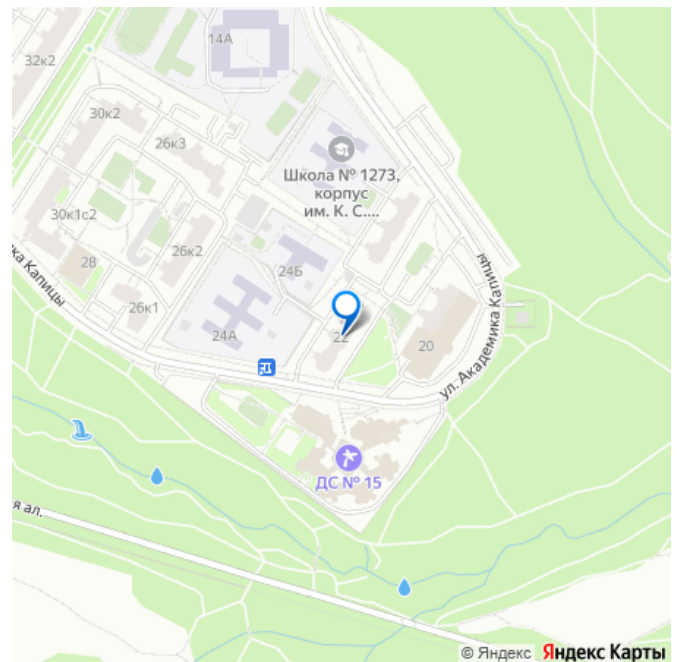 14А
32к2
30к2
26к3
Школа № 1273,
корпус
им. К. С....
30к1с2
28
26к2
24Б
ка Капицы
26к1
24А
22
20
ул. Академика Капицы
ДС № 15
я ал.
© Яндекс Яндекс Карты